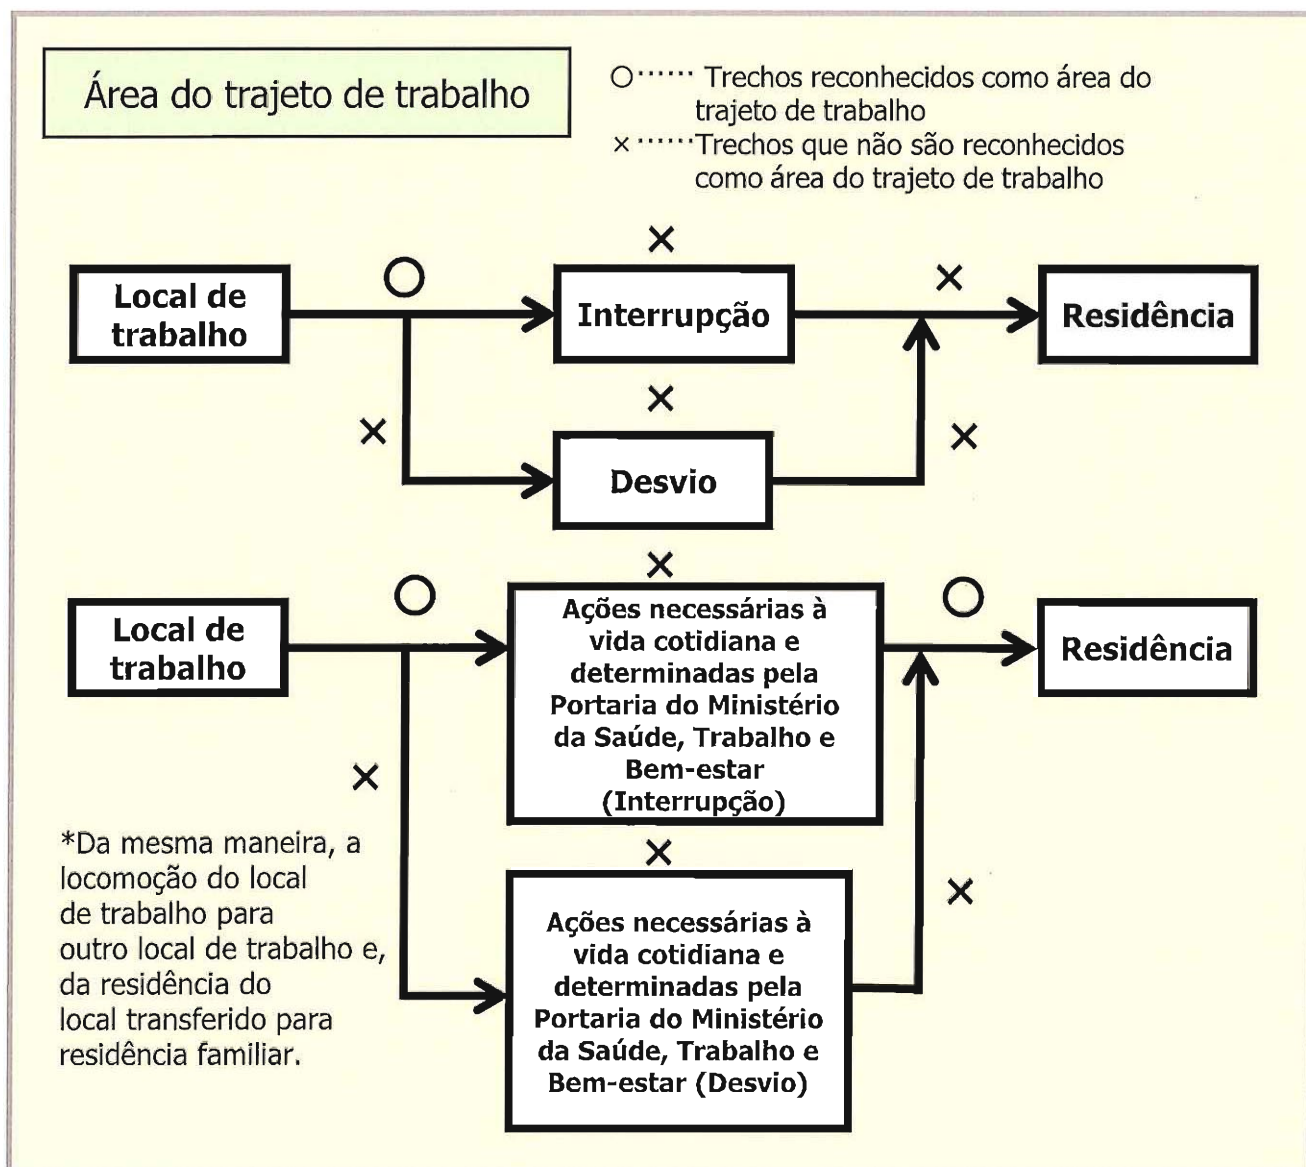 Área do trajeto de trabalho
○······ Trechos reconhecidos como área do
trajeto de trabalho
×······Trechos que não são reconhecidos
como área do trajeto de trabalho
×
○
×
Local de
trabalho
Interrupção
Residência
×
×
×
Desvio
×
○
○
Local de
trabalho
Ações necessárias à
vida cotidiana e
determinadas pela
Portaria do Ministério
da Saúde, Trabalho e
Bem-estar
(Interrupção)
Residência
×
*Da mesma maneira, a
locomoção do local
de trabalho para
outro local de trabalho e,
da residência do
local transferido para
residência familiar.
×
×
Ações necessárias à
vida cotidiana e
determinadas pela
Portaria do Ministério
da Saúde, Trabalho e
Bem-estar (Desvio)